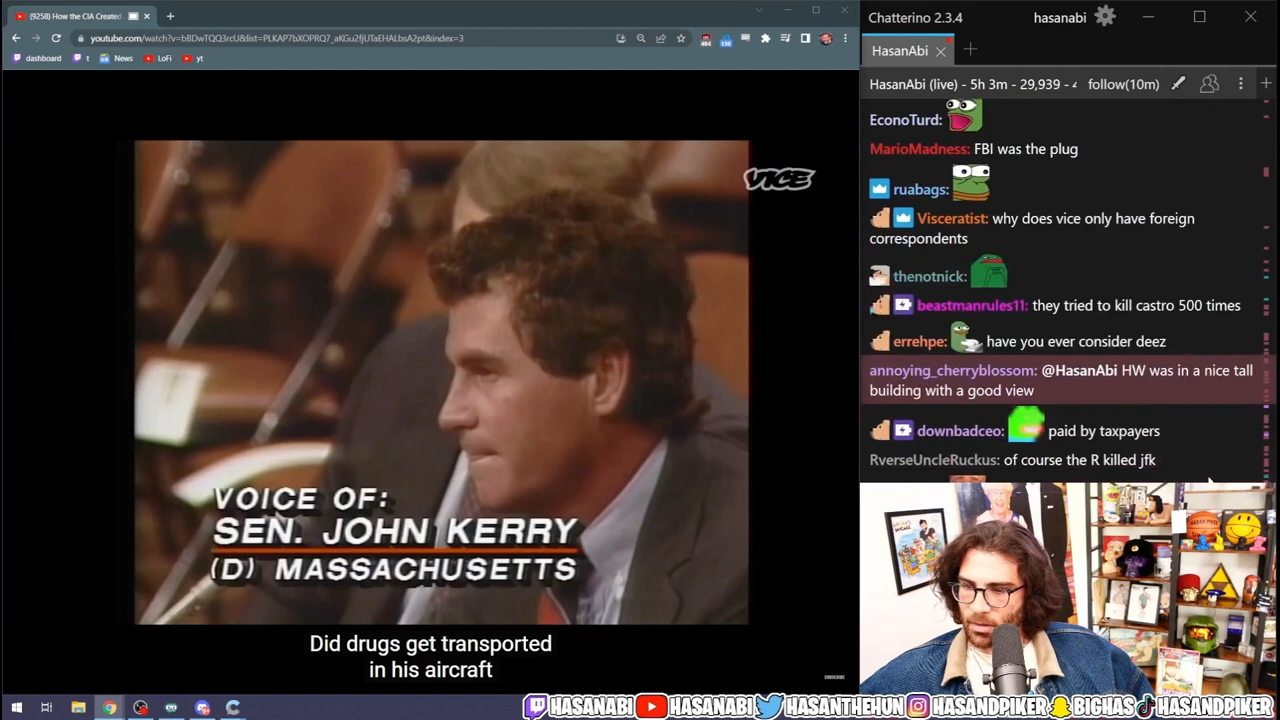 (9258) How the CIA Created
youtube.com/watch?v=bBDwTQQ3rcU&list=PLKAP7bXOPRQ7_aKGu2fjUTaEHALbsA2pt&index=3
dashboard
t
News
LoFi
yt
VICE
VOICE OF:
SEN. JOHN KERRY
(D) MASSACHUSETTS
Did drugs get transported
in his aircraft
SUBSCRIBE
Chatterino 2.3.4
hasanabi
HasanAbi
HasanAbi (live) - 5h 3m - 29,939 - 4
follow(10m)
EconoTurd:
MarioMadness: FBI was the plug
ruabags:
Visceratist: why does vice only have foreign
correspondents
thenotnick:
beastmanrules11: they tried to kill castro 500 times
errehpe: have you ever consider deez
annoying_cherryblossom: @HasanAbi HW was in a nice tall
building with a good view
downbadceo: paid by taxpayers
RverseUncleRuckus: of course the R killed jfk
HASANABI
HASANABI
HASANTHEHUN
HASANDPIKER
BIGHAS
HASANDPIKER